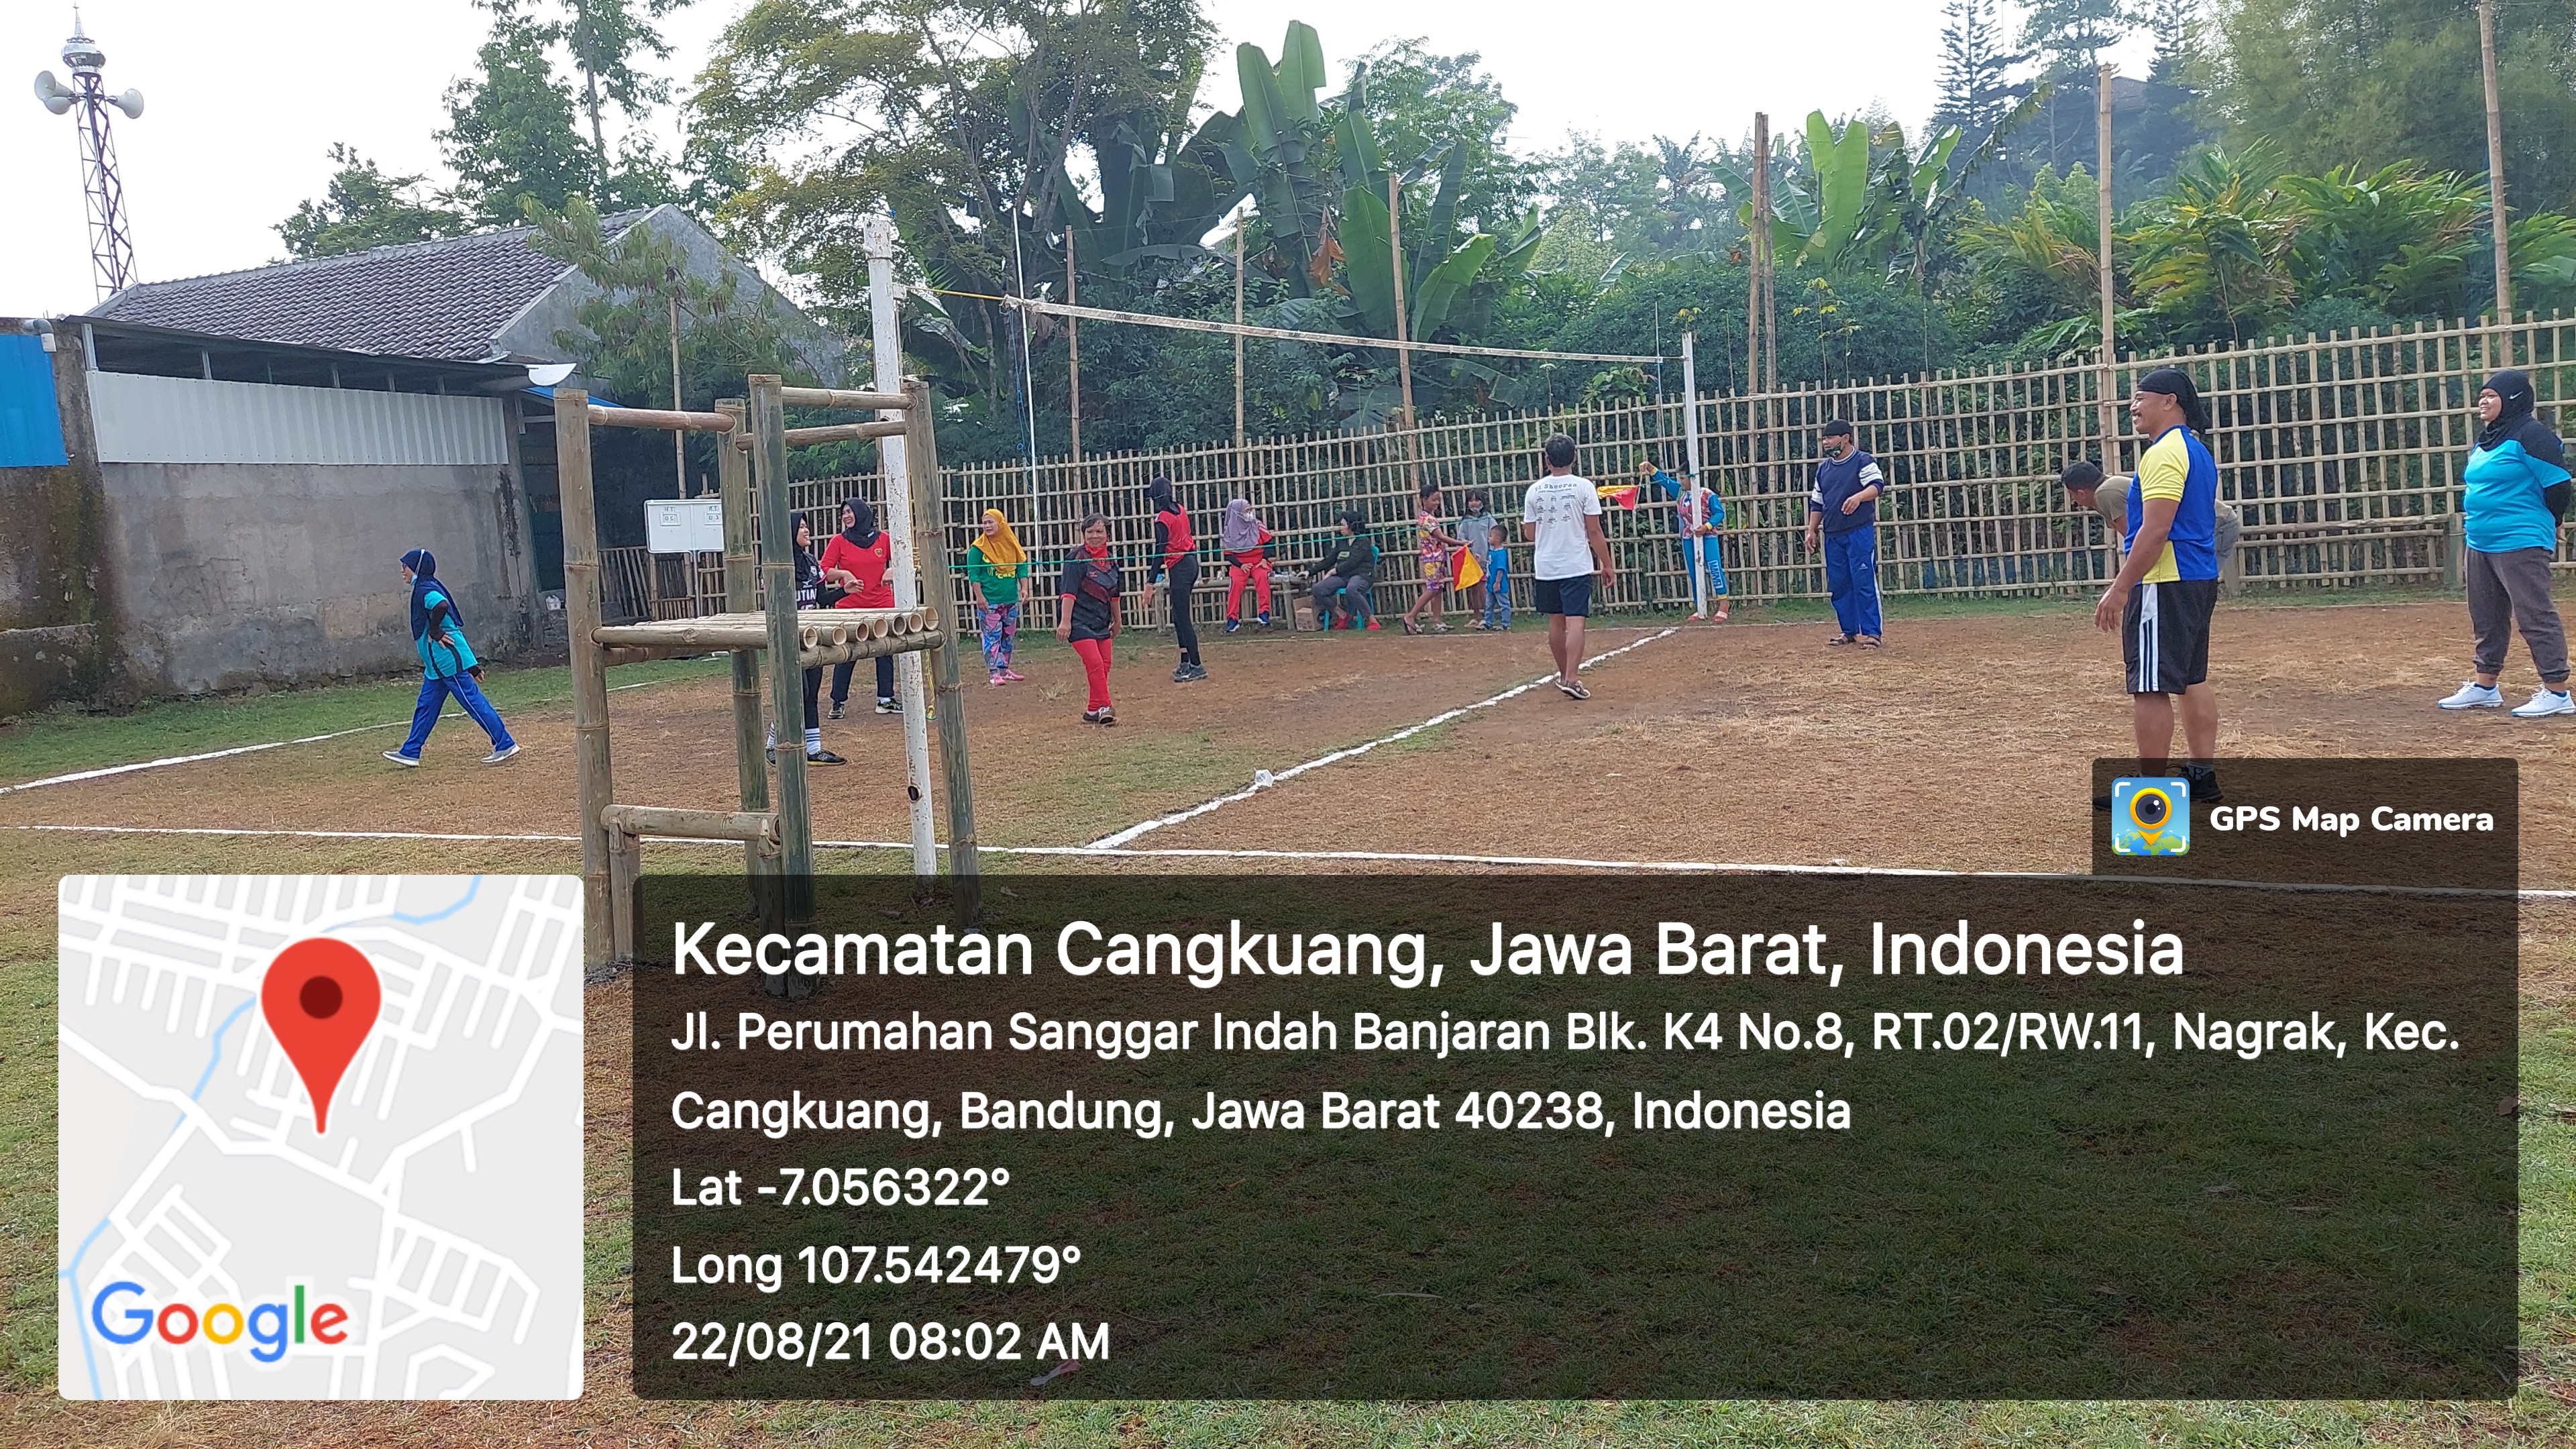 GPS Map Camera
Kecamatan Cangkuang, Jawa Barat, Indonesia
Jl. Perumahan Sanggar Indah Banjaran Blk. K4 No.8, RT.02/RW.11, Nagrak, Kec.
Cangkuang, Bandung, Jawa Barat 40238, Indonesia
Lat -7.056322°
Long 107.542479°
22/08/21 08:02 AM
Google